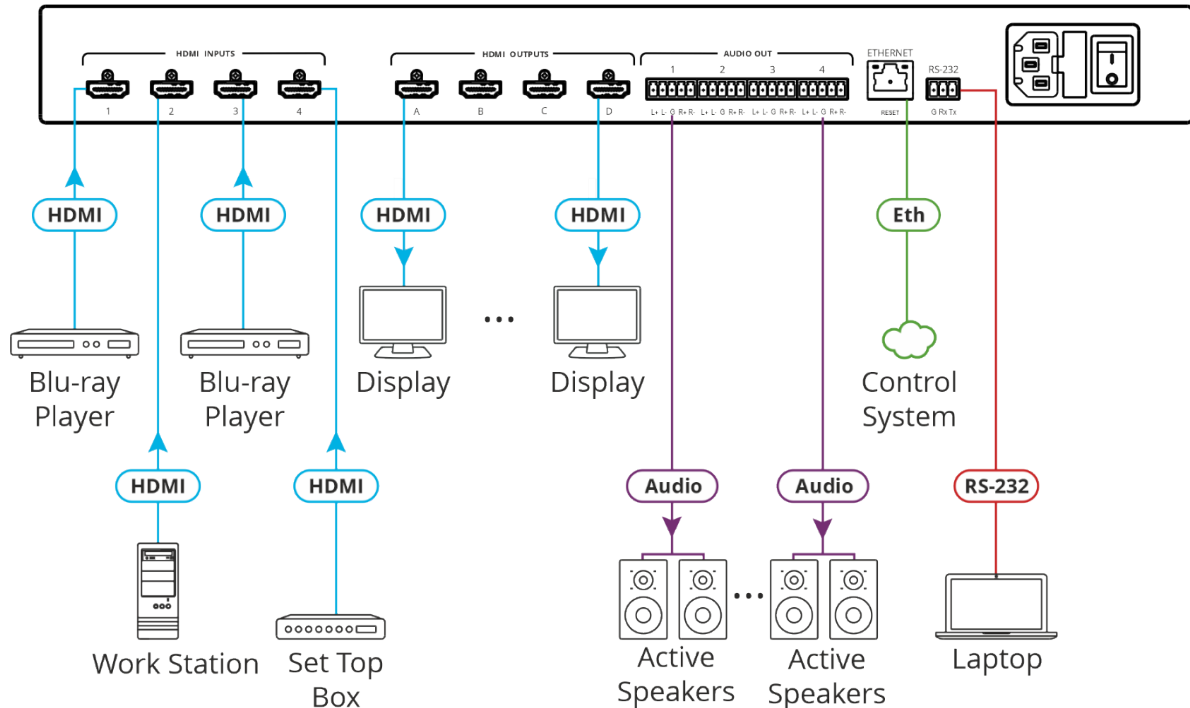 HDMI INPUTS
HDMI OUTPUTS
AUDIO OUT
ETHERNET
RS-232
1 2 3 4
1 2 3 4
A B C D
L+ L- G R+ R- L+ L- G R+ R- L+ L- G R+ R- L+ L- G R+ R-
RESET
G Rx Tx
HDMI
HDMI
HDMI
HDMI
Eth
...
Blu-ray
Player
Blu-ray
Player
Display
Display
Control
System
HDMI
HDMI
Audio
Audio
RS-232
...
Work Station
Set Top
Box
Active
Speakers
Active
Speakers
Laptop